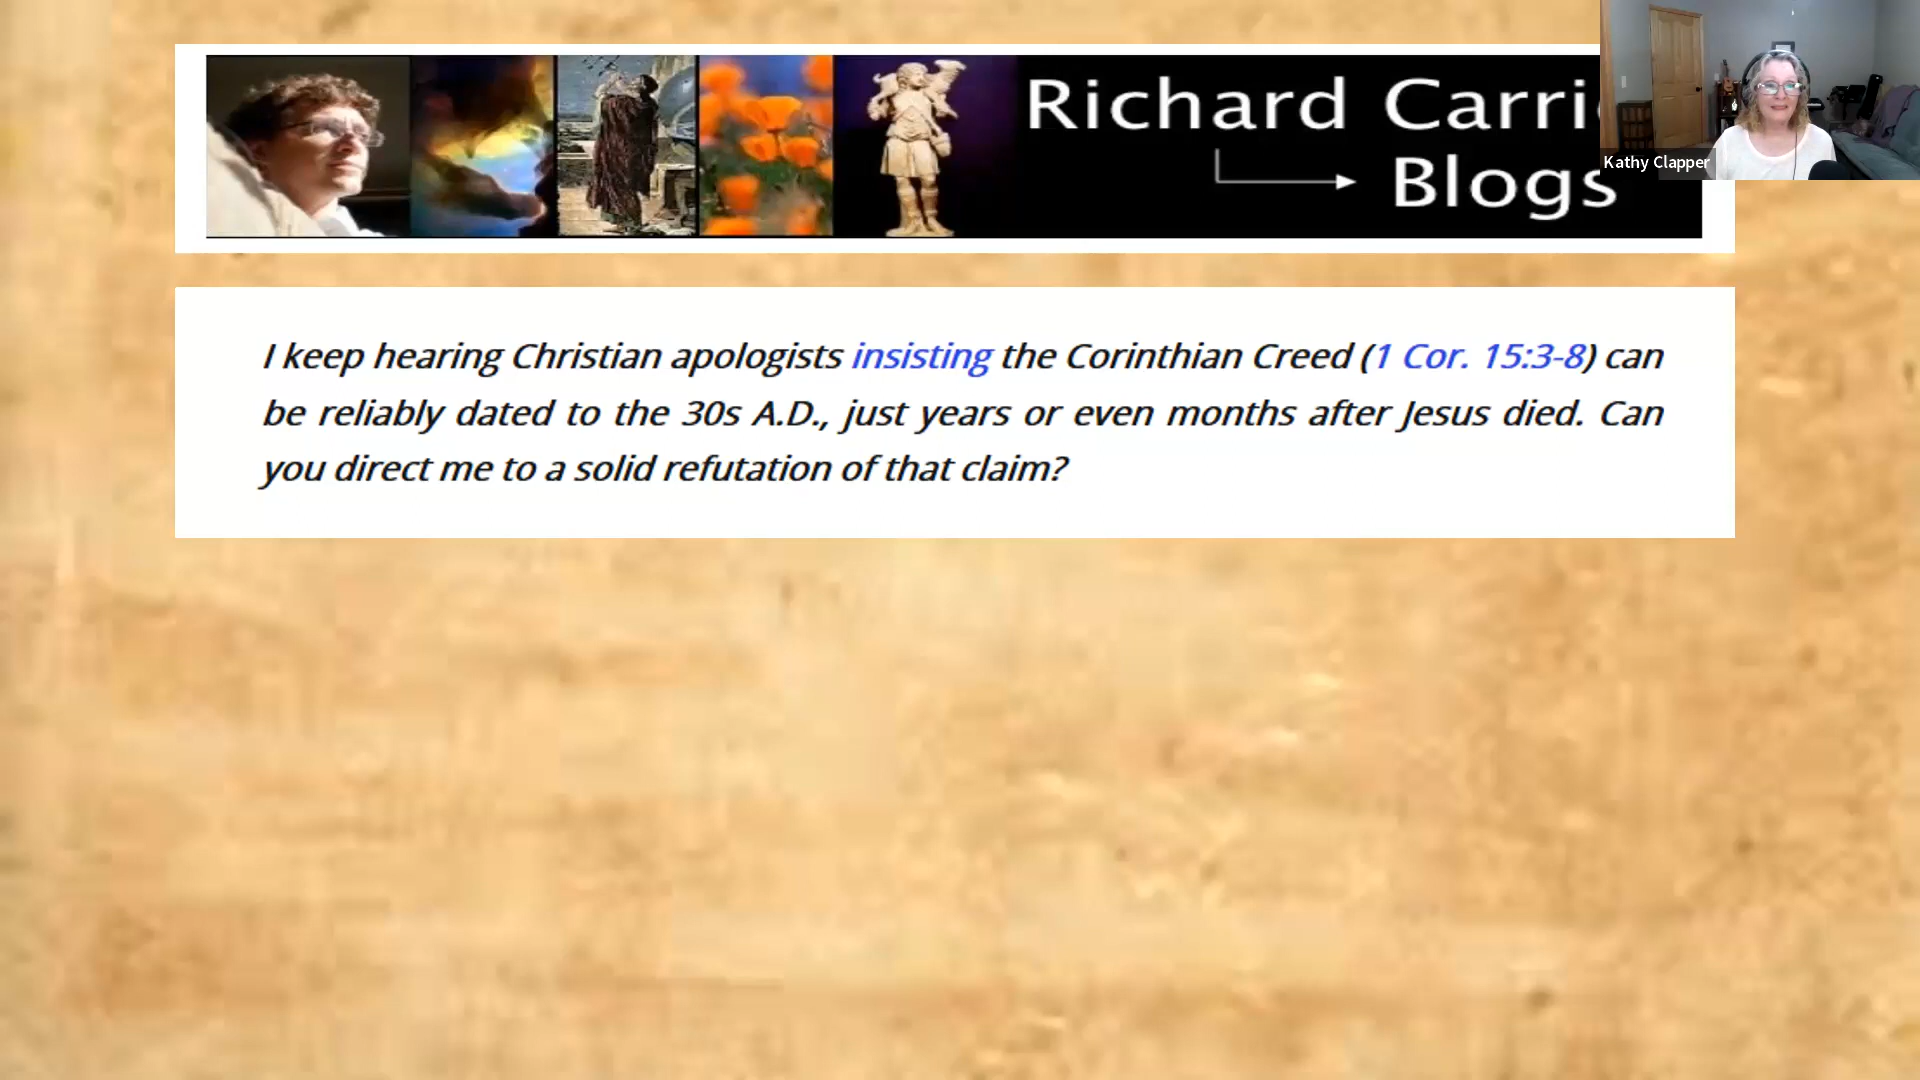 Richard Carri
Blogs
Kathy Clapper
I keep hearing Christian apologists insisting the Corinthian Creed (1 Cor. 15:3-8) can
be reliably dated to the 30s A.D., just years or even months after Jesus died. Can
you direct me to a solid refutation of that claim?